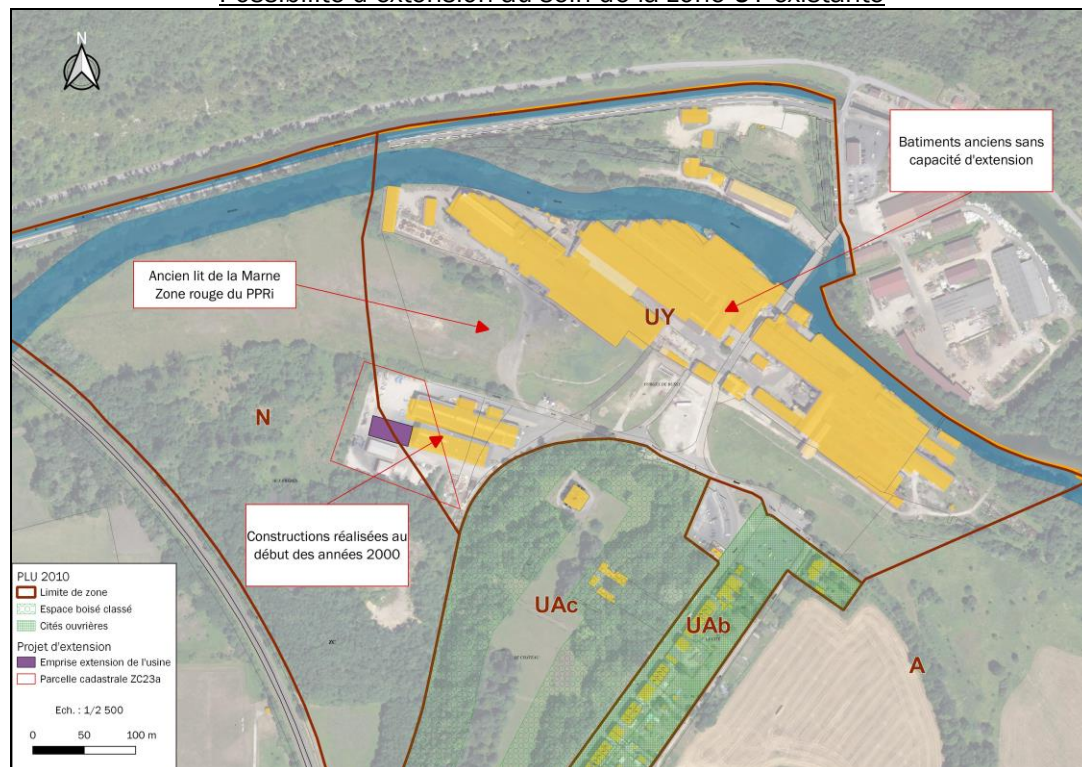 Possibilité d'extension au sein de la zone UY existante
Batiments anciens sans
capacité d'extension
Ancien lit de la Marne
Zone rouge du PPRi
UY
N
Constructions réalisées au
début des années 2000
UAc
UAb
A
PLU 2010
Limite de zone
Espace boisé classé
Cités ouvrières
Projet d'extension
Emprise extension de l'usine
Parcelle cadastrale ZC23a
Ech. : 1/2 500
0 50 100 m